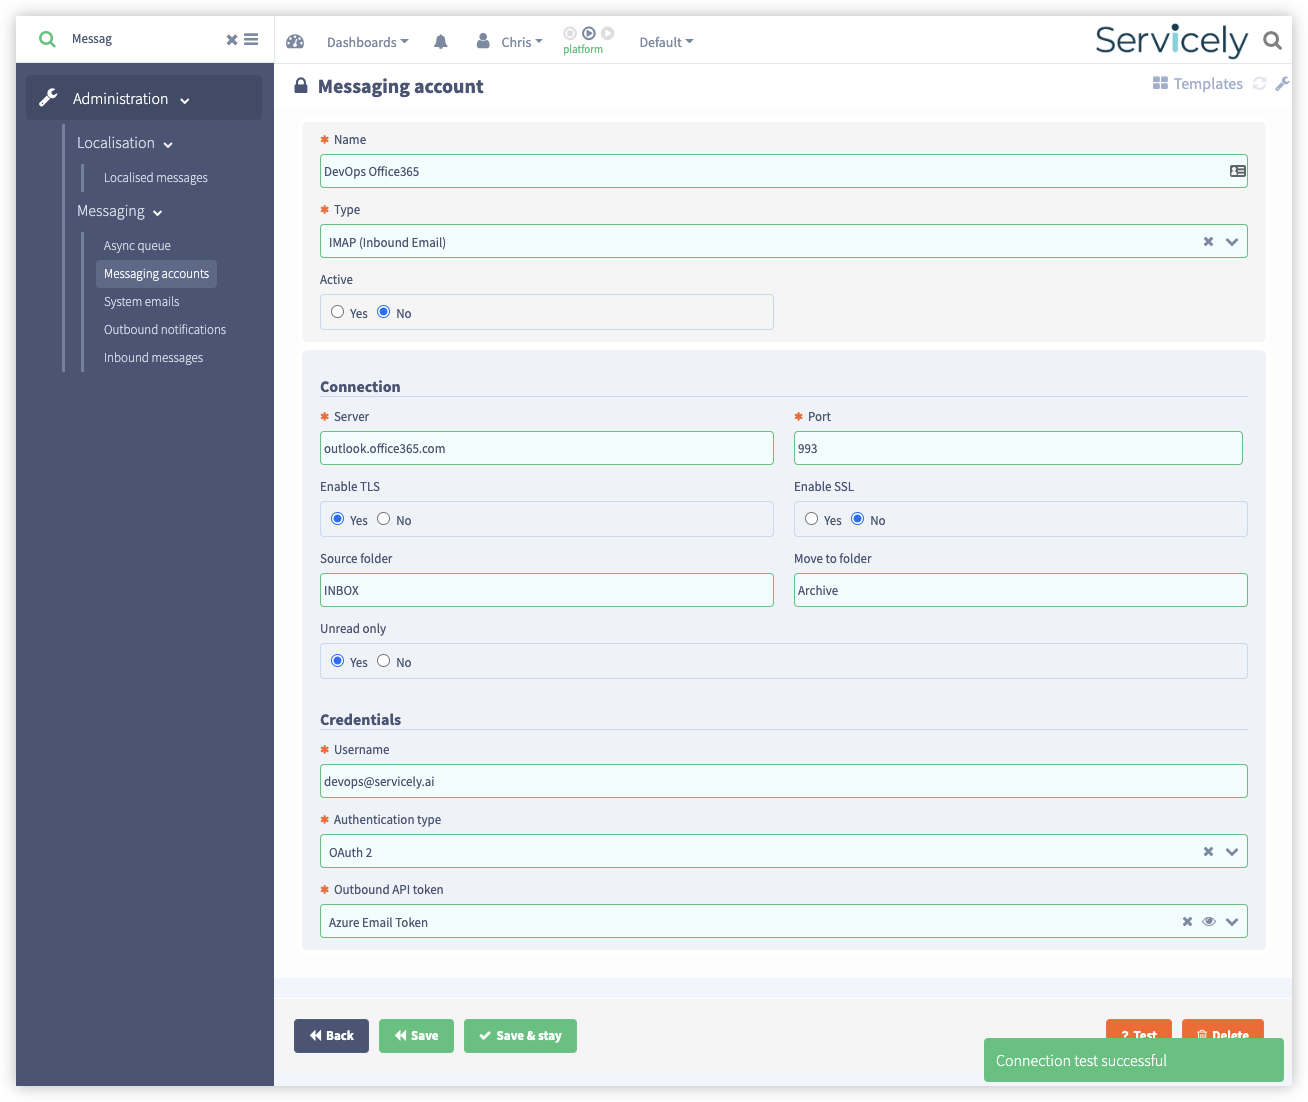 Messag
Dashboards
Chris
platform
Default
Servicely
Administration
Localisation
Localised messages
Messaging
Async queue
Messaging accounts
System emails
Outbound notifications
Inbound messages
Messaging account
Templates
* Name
DevOps Office365
* Type
IMAP (Inbound Email)
Active
Yes No
Connection
* Server
* Port
outlook.office365.com
993
Enable TLS
Enable SSL
Yes No
Yes No
Source folder
Move to folder
INBOX
Archive
Unread only
Yes No
Credentials
* Username
devops@servicely.ai
* Authentication type
OAuth 2
* Outbound API token
Azure Email Token
Back
Save
Save & stay
? Test
Delete
Connection test successful